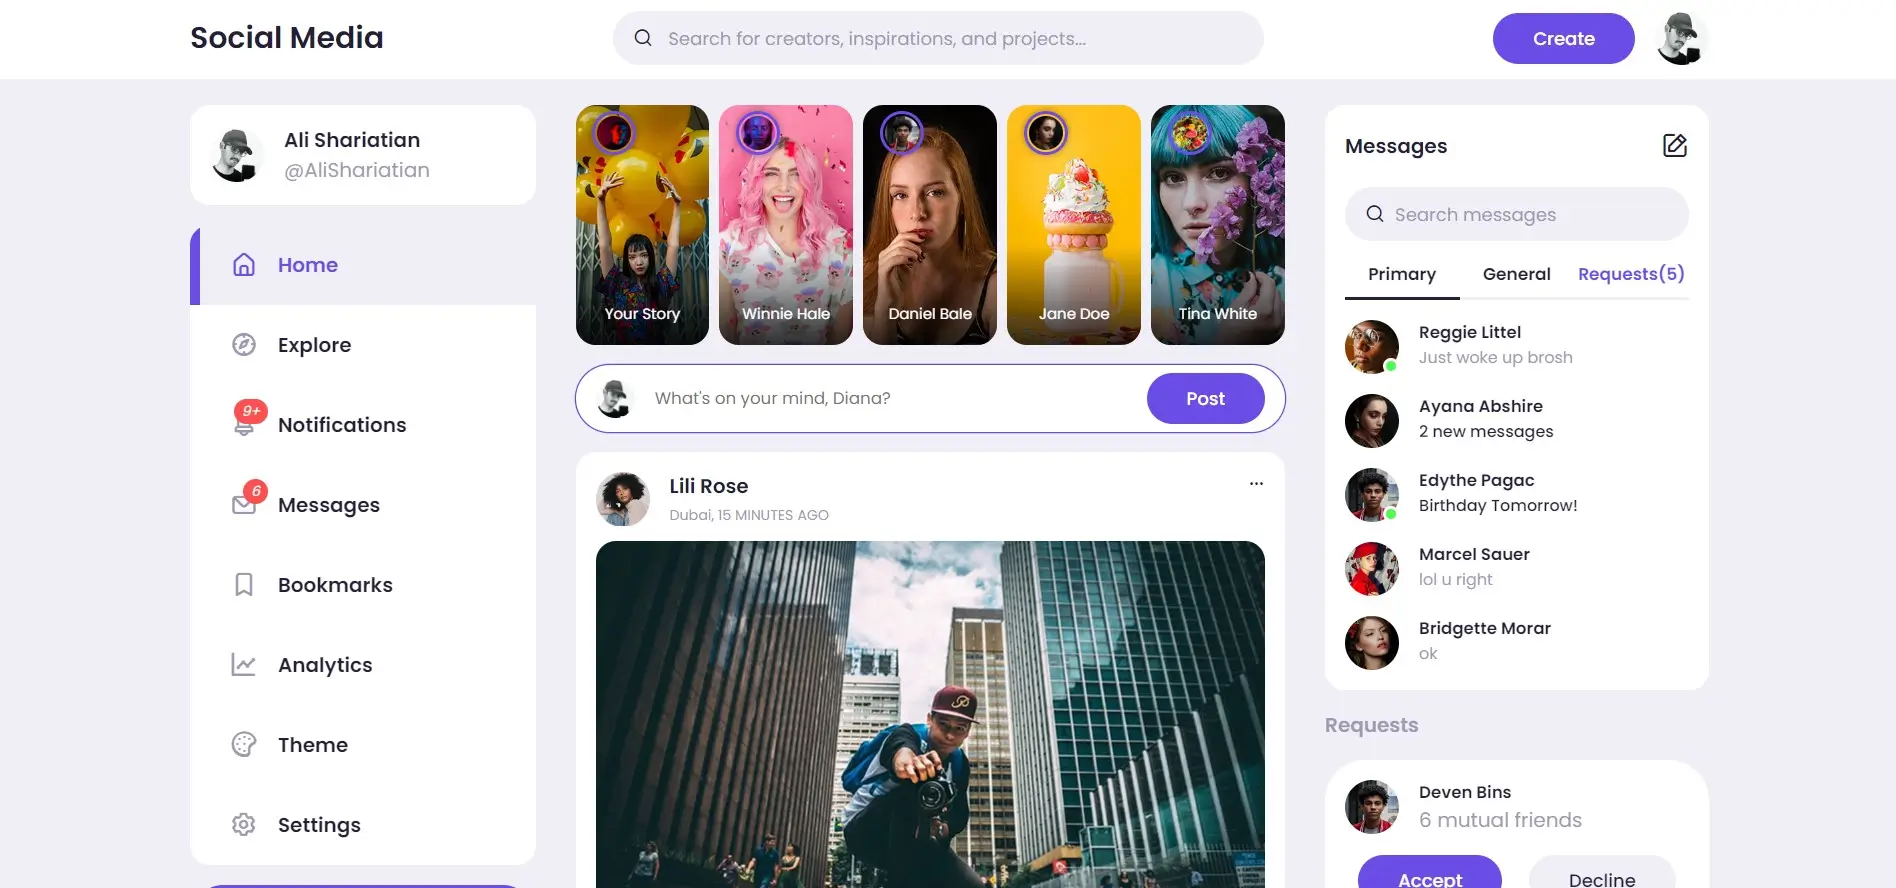 Social Media
Search for creators, inspirations, and projects...
Create
Ali Shariatian
@AliShariatian
Home
Explore
9+
Notifications
6
Messages
Bookmarks
Analytics
Theme
Settings
Your Story
Winnie Hale
Daniel Bale
Jane Doe
Tina White
What's on your mind, Diana?
Post
Lili Rose
...
Dubai, 15 MINUTES AGO
Messages
Search messages
Primary
General
Requests(5)
Reggie Littel
Just woke up brosh
Ayana Abshire
2 new messages
Edythe Pagac
Birthday Tomorrow!
Marcel Sauer
lol u right
Bridgette Morar
ok
Requests
Deven Bins
6 mutual friends
Accept
Decline